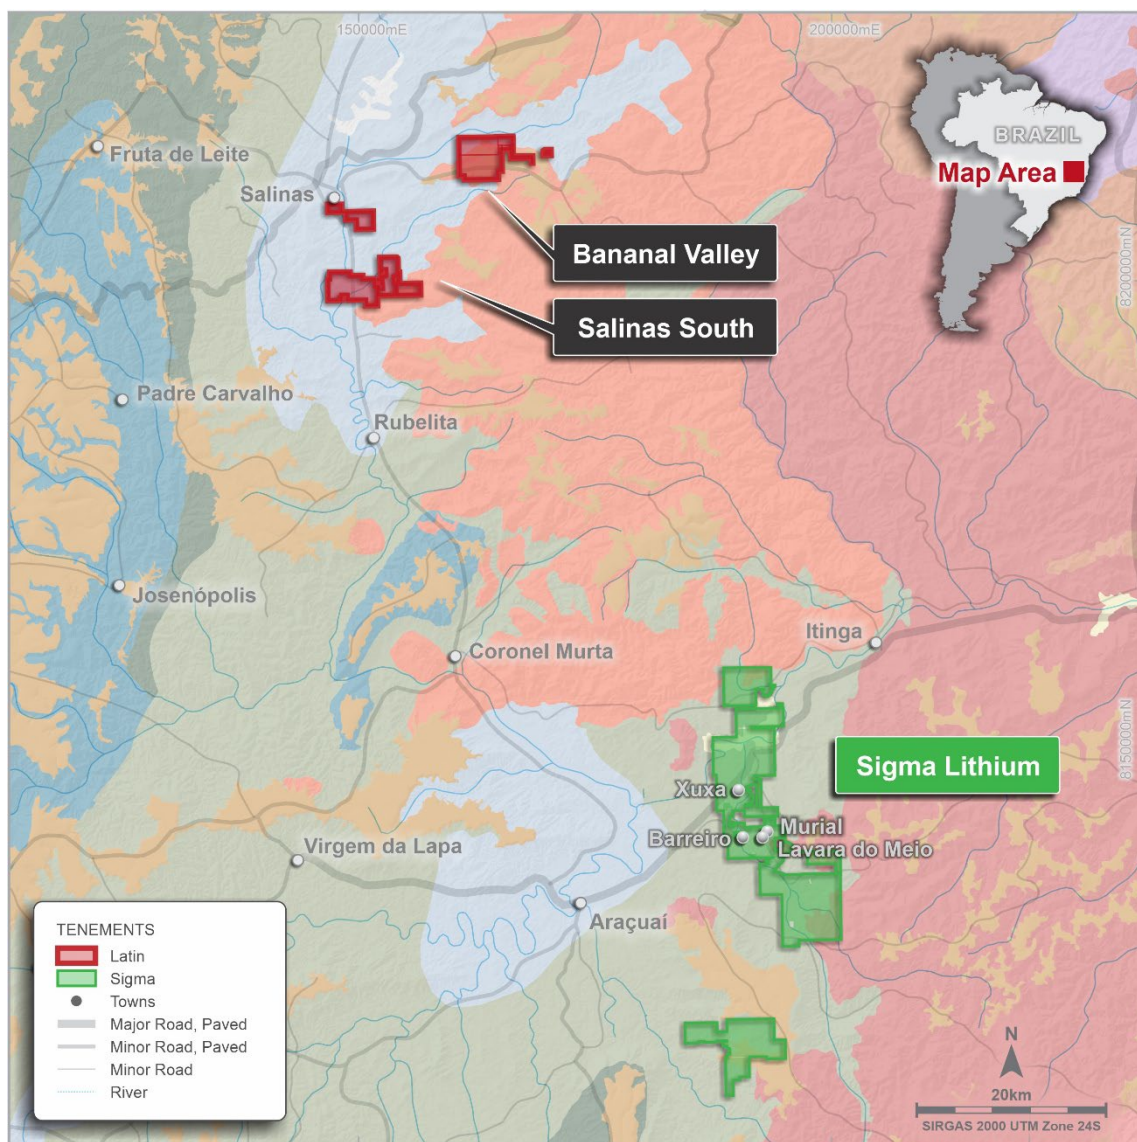 150000mE
200000mE
BRAZIL
Map Area
Fruta de Leite
Salinas
Bananal Valley
8200000mN
Salinas South
Padre Carvalho
Rubelita
Josenópolis
Itinga
Coronel Murta
8150000mN
Sigma Lithium
Xuxa
Murial
Barreiro
Lavara do Meio
Virgem da Lapa
Araçuaí
TENEMENTS
Latin
Sigma
Towns
Major Road, Paved
Minor Road, Paved
Minor Road
River
N
20km
SIRGAS 2000 UTM Zone 24S